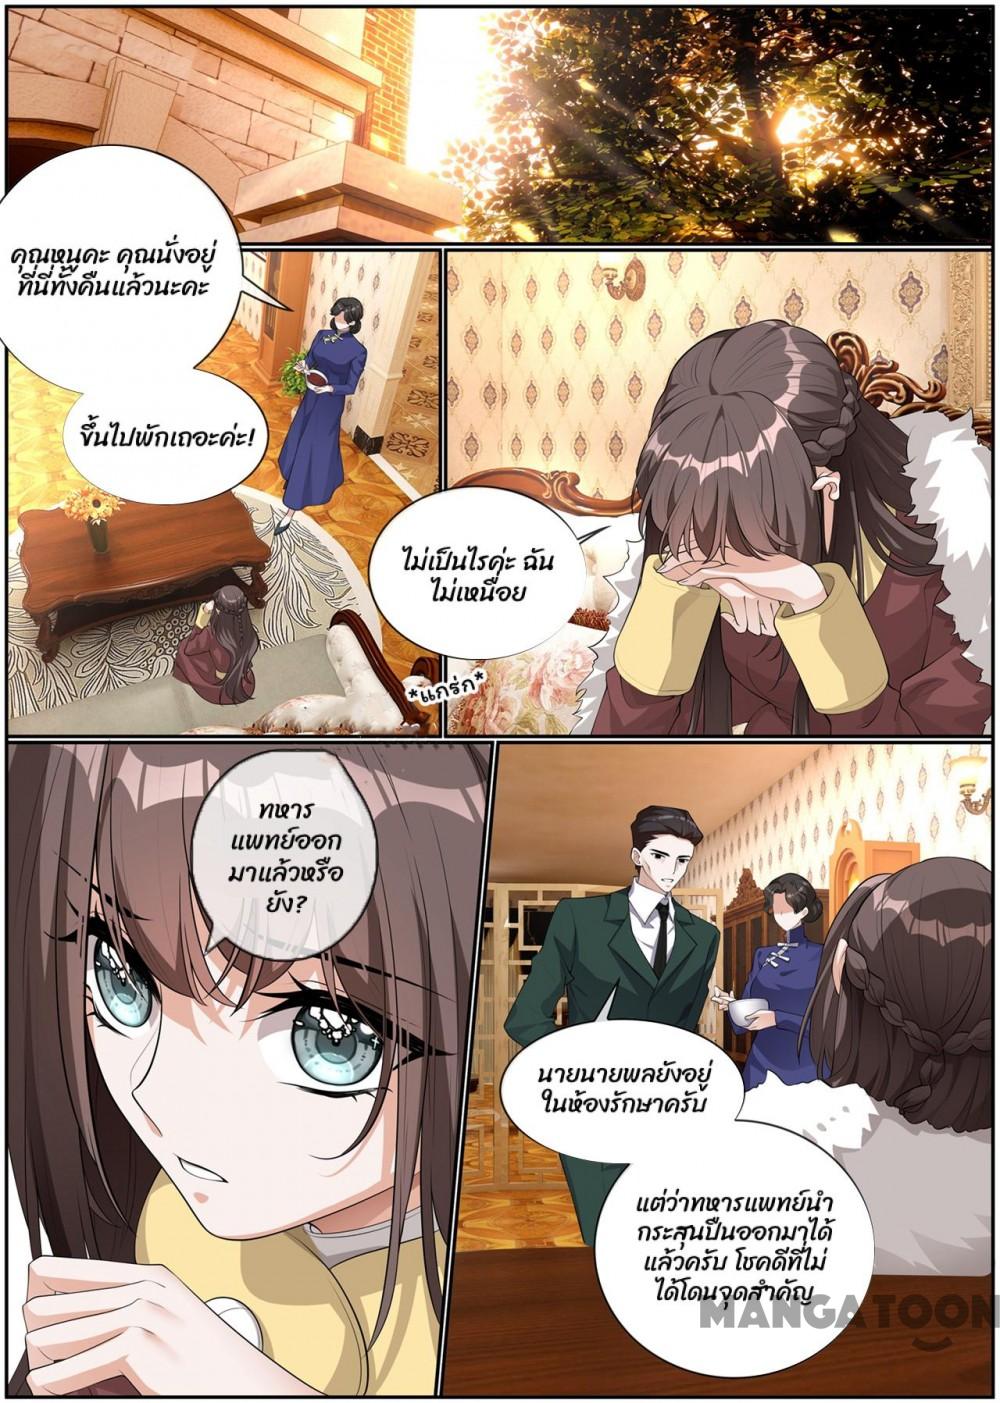 คุณหนูคะ คุณนั่งอยู่
ที่นี่ทั้งคืนแล้วนะคะ
ขึ้นไปพักเถอะค่ะ!
ไม่เป็นไรค่ะ ฉัน
ไม่เหนื่อย
*แกร่ก*
ทหาร
แพทย์ออก
มาแล้วหรือ
ยัง?
นายนายพลยังอยู่
ในห้องรักษาครับ
แต่ว่าทหารแพทย์นำ
กระสุนปืนออกมาได้
แล้วครับ โชคดีที่ไม่
ได้โดนจุดสำคัญ
MANGATOON